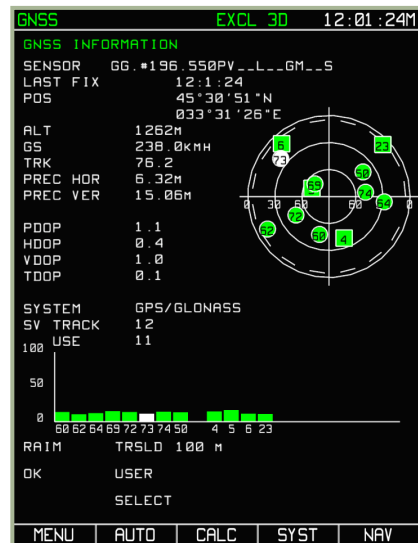 GNSS EXCL 3D 12:01:24M
GNSS INFORMATION
SENSOR GG.#196.550PV__L__GM__S
LAST FIX 12:1:24
POS 45°30'51"N
033°31'26"E
ALT 1262M
GS 238.0KMH
TRK 76.2
PREC HOR 6.32M
PREC VER 15.06M
6 23
73
60
69
74
64
0 30 60 60 30 0
72
62
50
4
PDOP 1.1
HDOP 0.4
VDOP 1.0
TDOP 0.1
SYSTEM GPS/GLONASS
SV TRACK 12
USE 11
100
50
0
60 62 64 69 72 73 74 50 4 5 6 23
RAIM TRSLD 100 M
OK USER
SELECT
MENU AUTO CALC SYST NAV